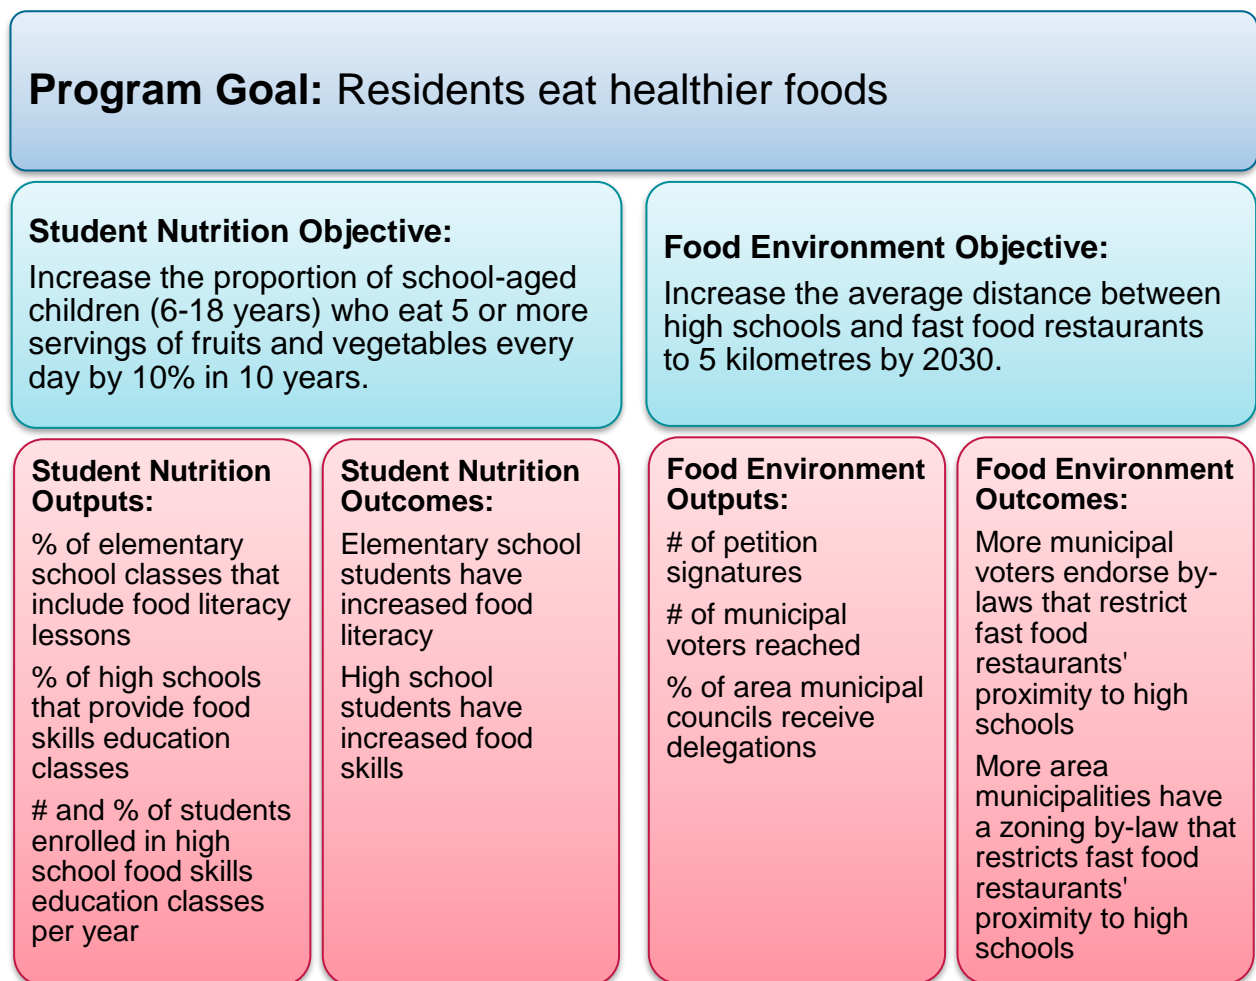 Program Goal: Residents eat healthier foods
Student Nutrition Objective:
Increase the proportion of school-aged
children (6-18 years) who eat 5 or more
servings of fruits and vegetables every
day by 10% in 10 years.
Food Environment Objective:
Increase the average distance between
high schools and fast food restaurants
to 5 kilometres by 2030.
Student Nutrition
Outputs:
% of elementary
school classes that
include food literacy
lessons
% of high schools
that provide food
skills education
classes
# and % of students
enrolled in high
school food skills
education classes
per year
Student Nutrition
Outcomes:
Elementary school
students have
increased food
literacy
High school
students have
increased food
skills
Food Environment
Outputs:
# of petition
signatures
# of municipal
voters reached
% of area municipal
councils receive
delegations
Food Environment
Outcomes:
More municipal
voters endorse by-
laws that restrict
fast food
restaurants'
proximity to high
schools
More area
municipalities have
a zoning by-law that
restricts fast food
restaurants'
proximity to high
schools